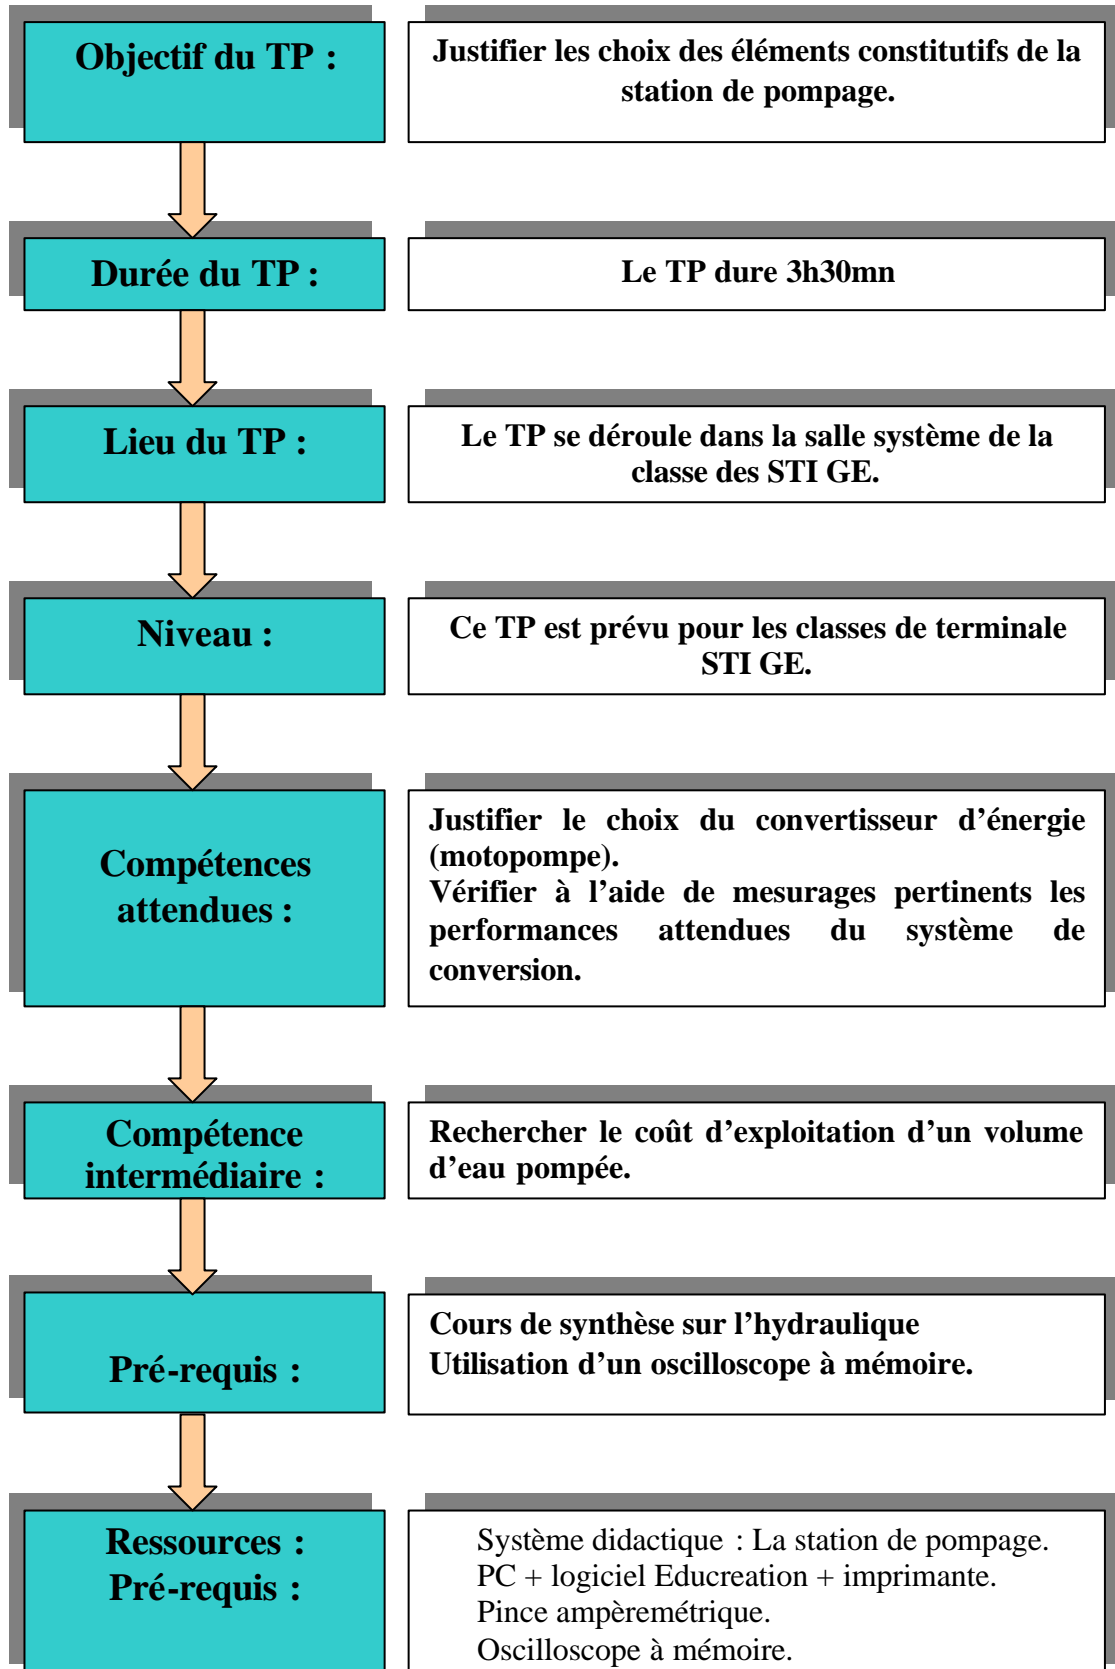 Objectif du TP :
Justifier les choix des éléments constitutifs de la
station de pompage.
Durée du TP :
Le TP dure 3h30mn
Lieu du TP :
Le TP se déroule dans la salle système de la
classe des STI GE.
Niveau :
Ce TP est prévu pour les classes de terminale
STI GE.
Compétences
attendues :
Justifier le choix du convertisseur d’énergie
(motopompe).
Vérifier à l’aide de mesurages pertinents les
performances attendues du système de
conversion.
Compétence
intermédiaire :
Rechercher le coût d’exploitation d’un volume
d’eau pompée.
Pré-requis :
Cours de synthèse sur l’hydraulique
Utilisation d’un oscilloscope à mémoire.
Ressources :
Pré-requis :
Système didactique : La station de pompage.
PC + logiciel Educreation + imprimante.
Pince ampèremétrique.
Oscilloscope à mémoire.